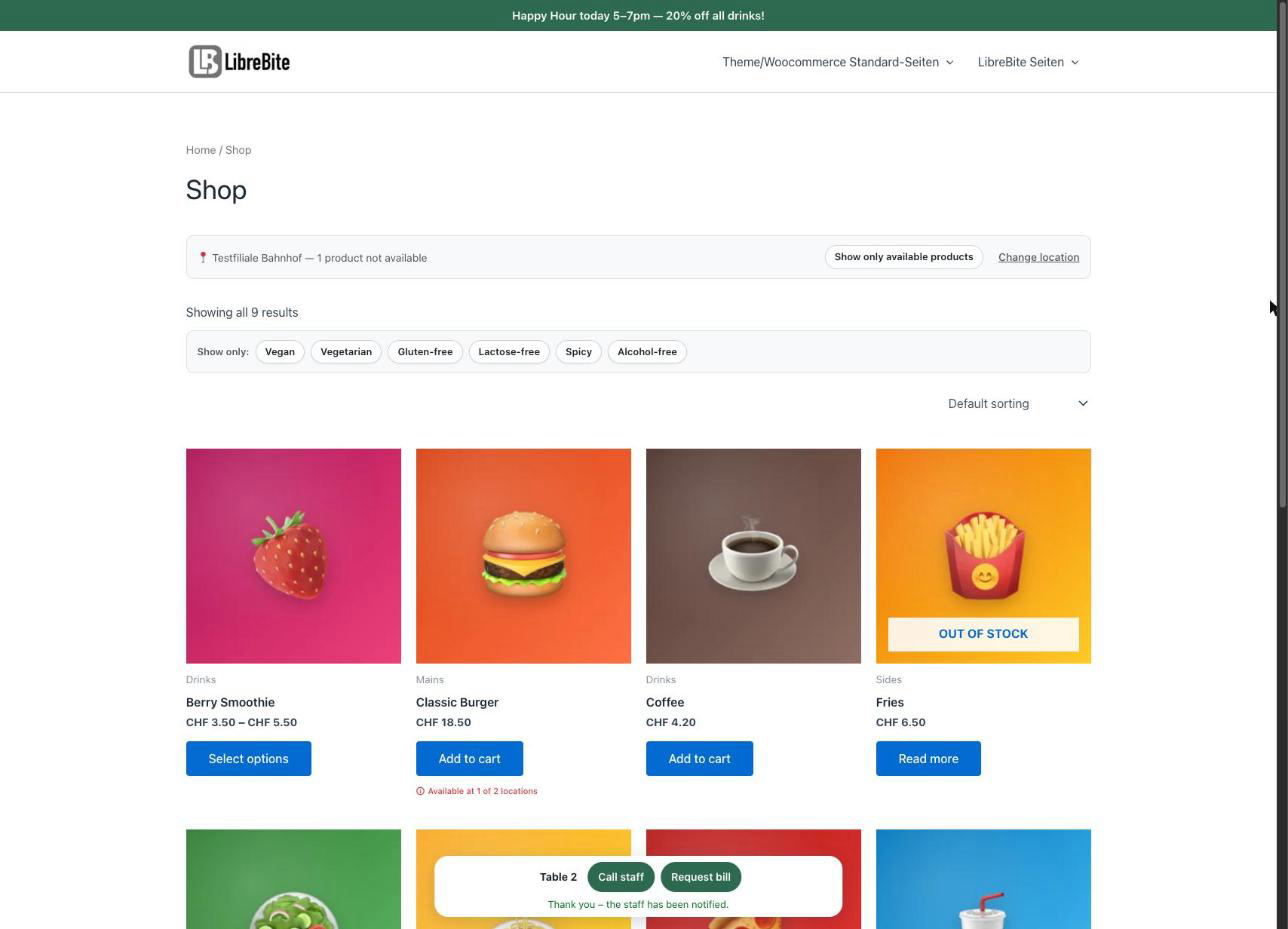 Happy Hour today 5–7pm — 20% off all drinks!
LB LibreBite
Theme/Woocommerce Standard-Seiten
LibreBite Seiten
Home / Shop
Shop
Testfiliale Bahnhof — 1 product not available
Show only available products
Change location
Showing all 9 results
Show only: Vegan Vegetarian Gluten-free Lactose-free Spicy Alcohol-free
Default sorting
OUT OF STOCK
Drinks
Berry Smoothie
CHF 3.50 – CHF 5.50
Select options
Mains
Classic Burger
CHF 18.50
Add to cart
Available at 1 of 2 locations
Drinks
Coffee
CHF 4.20
Add to cart
Sides
Fries
CHF 6.50
Read more
Table 2 Call staff Request bill
Thank you – the staff has been notified.